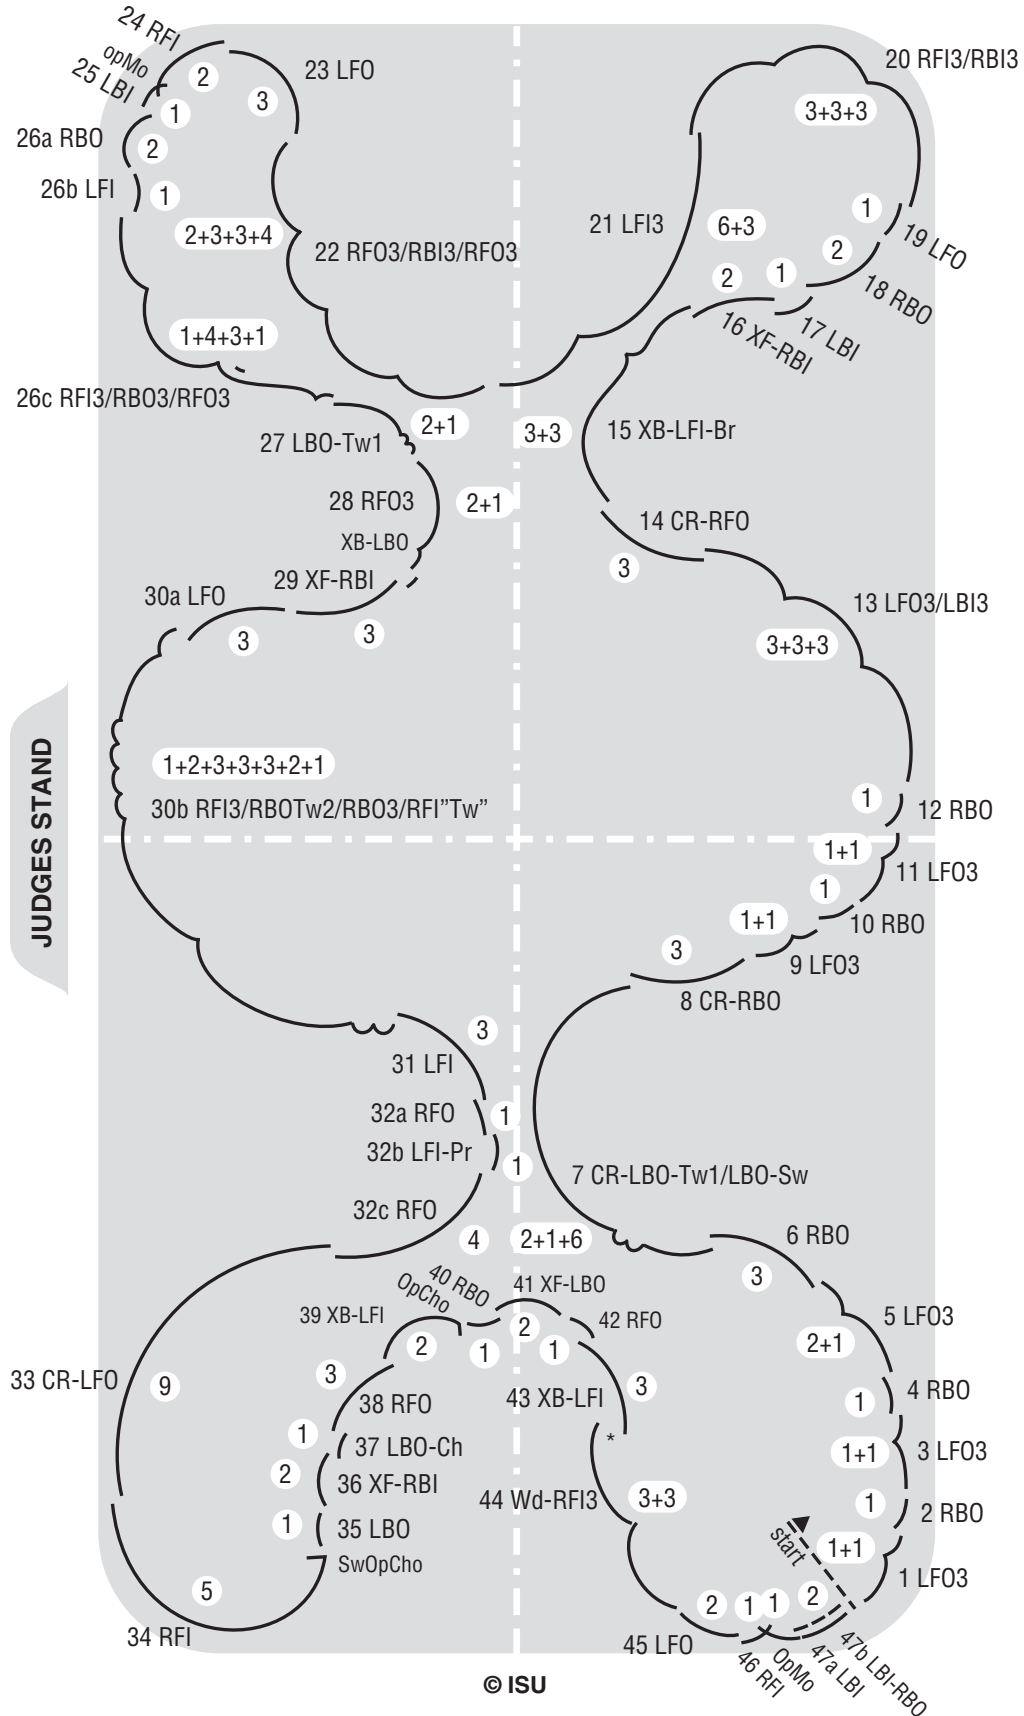 24 RFI
opMo
25 LBI
2
23 LFO
3
1
26a RBO
2
26b LFI
1
2+3+3+4
22 RFO3/RBI3/RFO3
1+4+3+1
26c RFI3/RBO3/RFO3
20 RFI3/RBI3
3+3+3
21 LFI3
6+3
1
19 LFO
2
18 RBO
2
1
17 LBI
16 XF-RBI
2+1
3+3
15 XB-LFI-Br
27 LBO-Tw1
28 RFO3
2+1
14 CR-RFO
XB-LBO
29 XF-RBI
3
30a LFO
3
3
13 LFO3/LBI3
3+3+3
JUDGES STAND
1+2+3+3+3+2+1
30b RFI3/RBOTw2/RBO3/RFI”Tw”
1
12 RBO
1+1
11 LFO3
1
10 RBO
1+1
9 LFO3
3
8 CR-RBO
3
31 LFI
32a RFO
1
32b LFI-Pr
1
7 CR-LBO-Tw1/LBO-Sw
32c RFO
4
2+1+6
6 RBO
3
5 LFO3
2+1
4 RBO
1
3 LFO3
1+1
2 RBO
1
1+1
1 LFO3
start
40 RBO
OpCho
41 XF-LBO
39 XB-LFI
2
42 RFO
2
1
1
33 CR-LFO
9
3
38 RFO
43 XB-LFI
3
1
37 LBO-Ch
*
2
36 XF-RBI
44 Wd-RFI3
3+3
1
35 LBO
SwOpCho
5
34 RFI
2
1
1
2
45 LFO
46 RFI
OpMo
47a LBI
47b LBI-RBO
© ISU